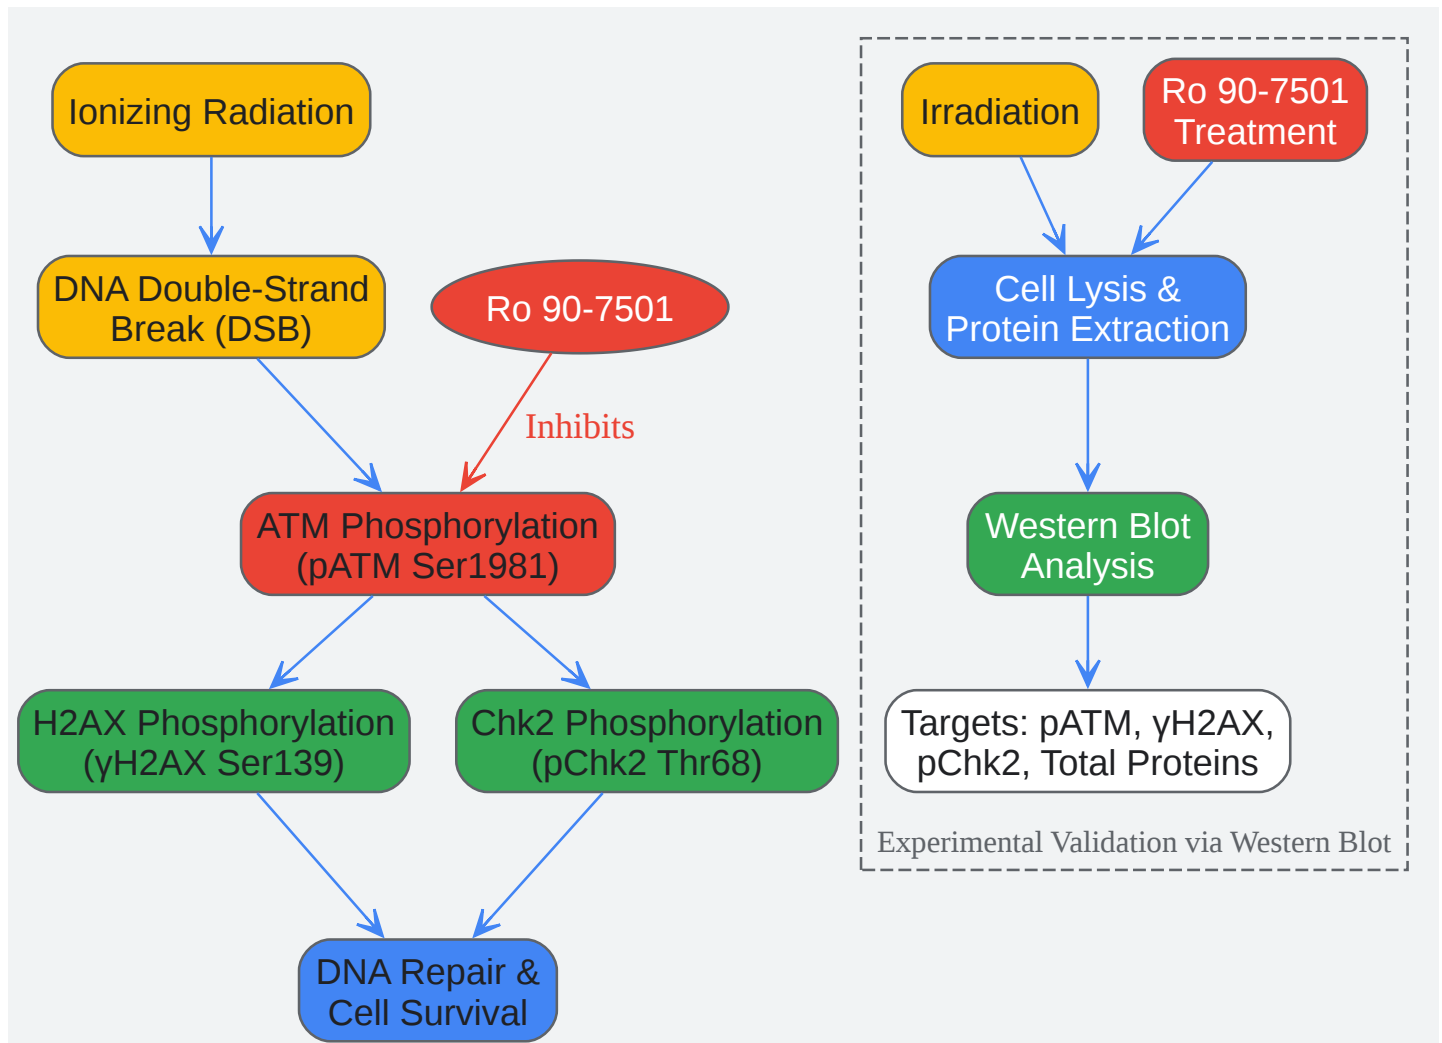 Ionizing Radiation
DNA Double-Strand
Break (DSB)
Ro 90-7501
Inhibits
ATM Phosphorylation
(pATM Ser1981)
H2AX Phosphorylation
(γH2AX Ser139)
Chk2 Phosphorylation
(pChk2 Thr68)
DNA Repair &
Cell Survival
Irradiation
Ro 90-7501
Treatment
Cell Lysis &
Protein Extraction
Western Blot
Analysis
Targets: pATM, γH2AX,
pChk2, Total Proteins
Experimental Validation via Western Blot